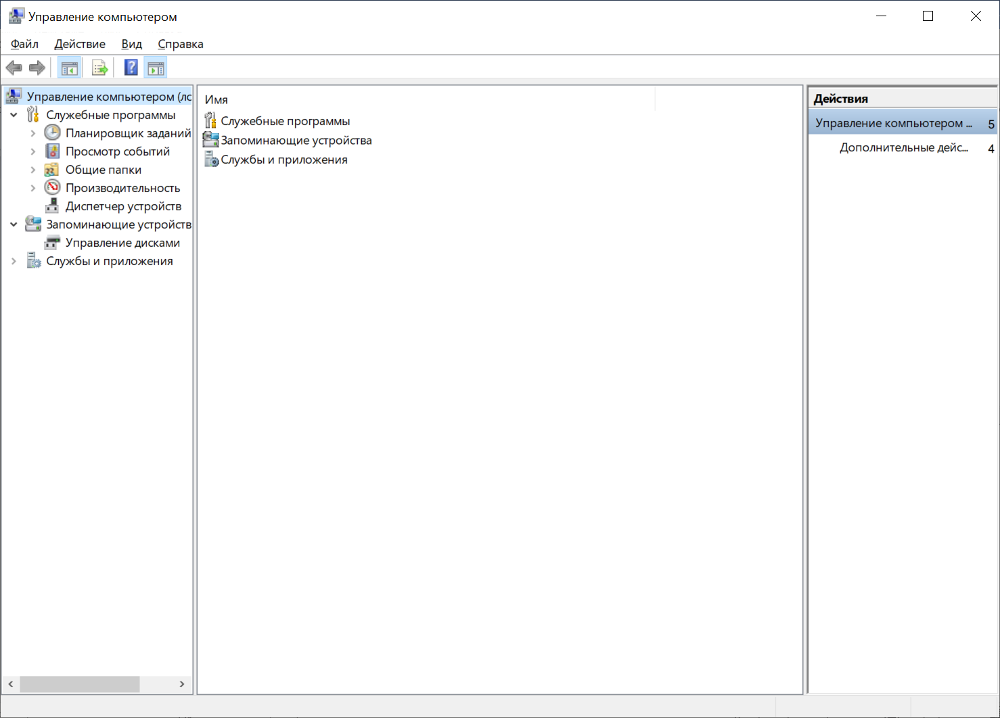 Управление компьютером
Файл Действие Вид Справка
Управление компьютером (лс
Служебные программы
Планировщик заданий
Просмотр событий
Общие папки
Производительность
Диспетчер устройств
Запоминающие устройств
Управление дисками
Службы и приложения
Имя
Служебные программы
Запоминающие устройства
Службы и приложения
Действия
Управление компьютером ... 5
Дополнительные дейс... 4